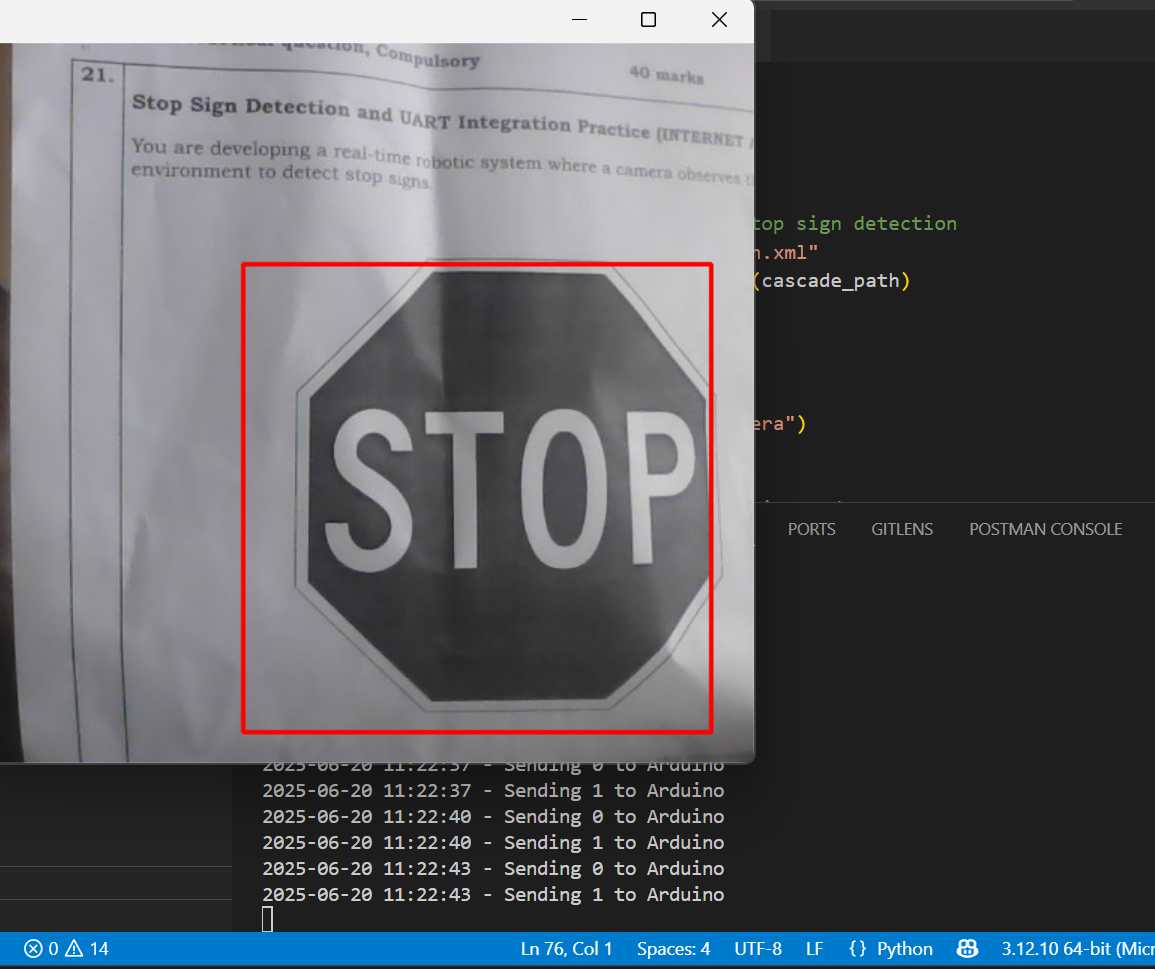 question, Compulsory
40 marks
21.
Stop Sign Detection and UART Integration Practice (INTERNET
You are developing a real-time robotic system where a camera observes
environment to detect stop signs.
STOP
top sign detection
n.xml"
(cascade_path)
era")
PORTS GITLENS POSTMAN CONSOLE
2025-06-20 11:22:37 - Sending 0 to Arduino
2025-06-20 11:22:37 - Sending 1 to Arduino
2025-06-20 11:22:40 - Sending 0 to Arduino
2025-06-20 11:22:40 - Sending 1 to Arduino
2025-06-20 11:22:43 - Sending 0 to Arduino
2025-06-20 11:22:43 - Sending 1 to Arduino
0 14 Ln 76, Col 1 Spaces: 4 UTF-8 LF {} Python 3.12.10 64-bit (Micr